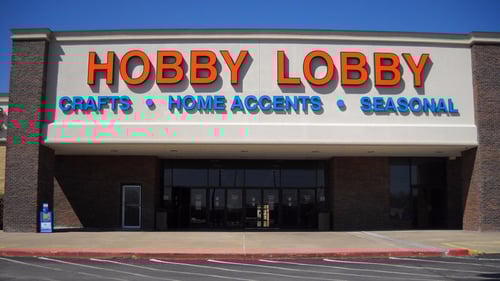 HOBBY LOBBY
CRAFTS • HOME ACCENTS • SEASONAL